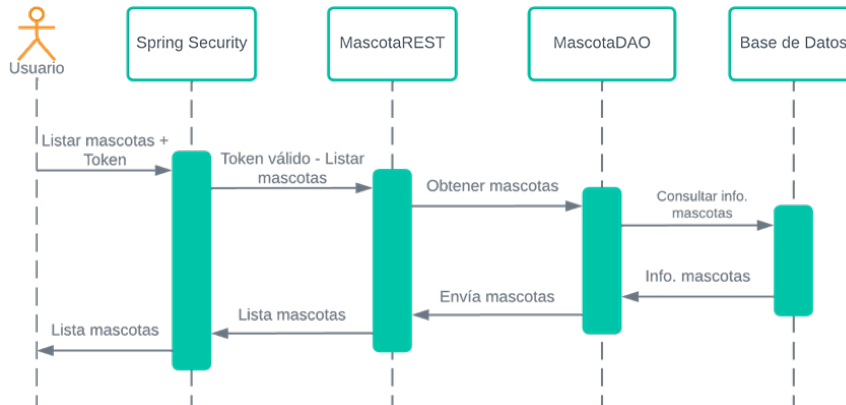 Usuario
Spring Security
MascotaREST
MascotaDAO
Base de Datos
Listar mascotas +
Token
Token válido - Listar
mascotas
Obtener mascotas
Consultar info.
mascotas
Info. mascotas
Envía mascotas
Lista mascotas
Lista mascotas